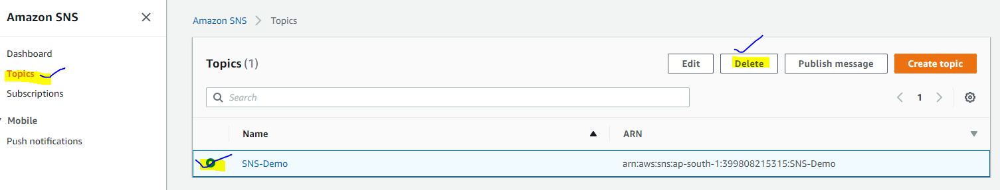 Amazon SNS
Dashboard
Topics
Subscriptions
Mobile
Push notifications
Amazon SNS > Topics
Topics (1)
Edit
Delete
Publish message
Create topic
Search
1
Name
ARN
SNS-Demo
arn:aws:sns:ap-south-1:399808215315:SNS-Demo